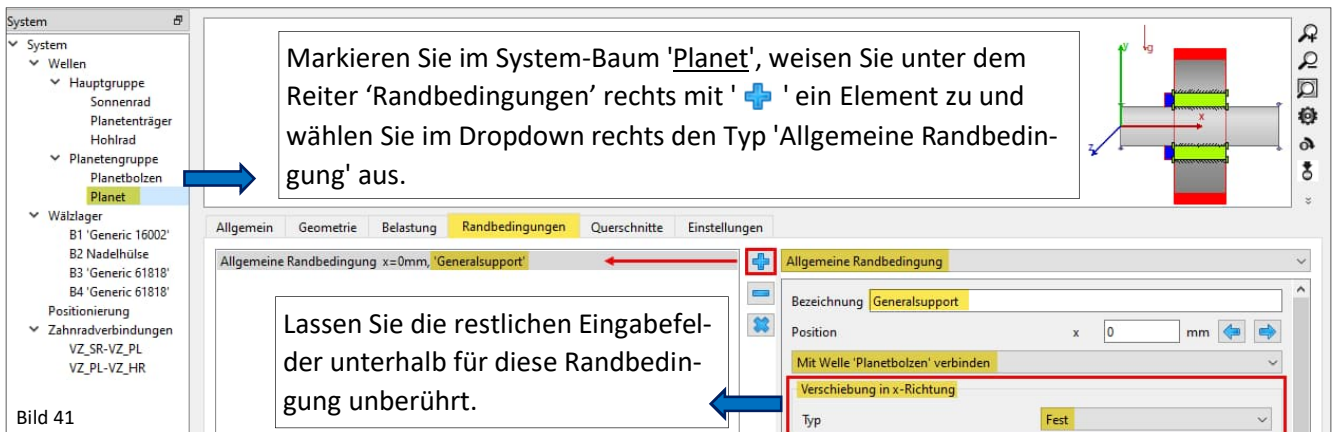 System
System
Wellen
Hauptgruppe
Sonnenrad
Planetenträger
Hohlrad
Planetengruppe
Planetbolzen
Planet
Wälzlager
B1 'Generic 16002'
B2 Nadelhülse
B3 'Generic 61818'
B4 'Generic 61818'
Positionierung
Zahnradverbindungen
VZ_SR-VZ_PL
VZ_PL-VZ_HR
Bild 41
Markieren Sie im System-Baum 'Planet', weisen Sie unter dem
Reiter ‘Randbedingungen’ rechts mit ' ' ein Element zu und
wählen Sie im Dropdown rechts den Typ 'Allgemeine Randbedin-
gung' aus.
y
g
x
z
Allgemein Geometrie Belastung Randbedingungen Querschnitte Einstellungen
Allgemeine Randbedingung x=0mm, 'Generalsupport'
Lassen Sie die restlichen Eingabefel-
der unterhalb für diese Randbedin-
gung unberührt.
Allgemeine Randbedingung
Bezeichnung Generalsupport
Position x 0 mm
Mit Welle 'Planetbolzen' verbinden
Verschiebung in x-Richtung
Typ Fest